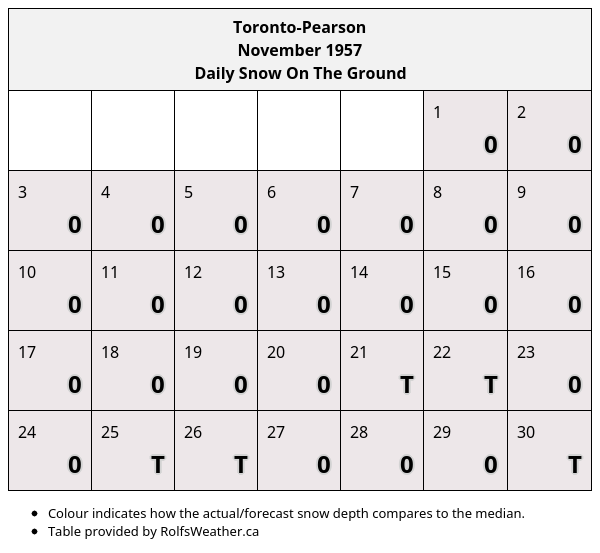 Toronto-Pearson
November 1957
Daily Snow On The Ground
1 2
0 0
3 4 5 6 7 8 9
0 0 0 0 0 0 0
10 11 12 13 14 15 16
0 0 0 0 0 0 0
17 18 19 20 21 22 23
0 0 0 0 T T 0
24 25 26 27 28 29 30
0 T T 0 0 0 T
• Colour indicates how the actual/forecast snow depth compares to the median.
• Table provided by RolfsWeather.ca